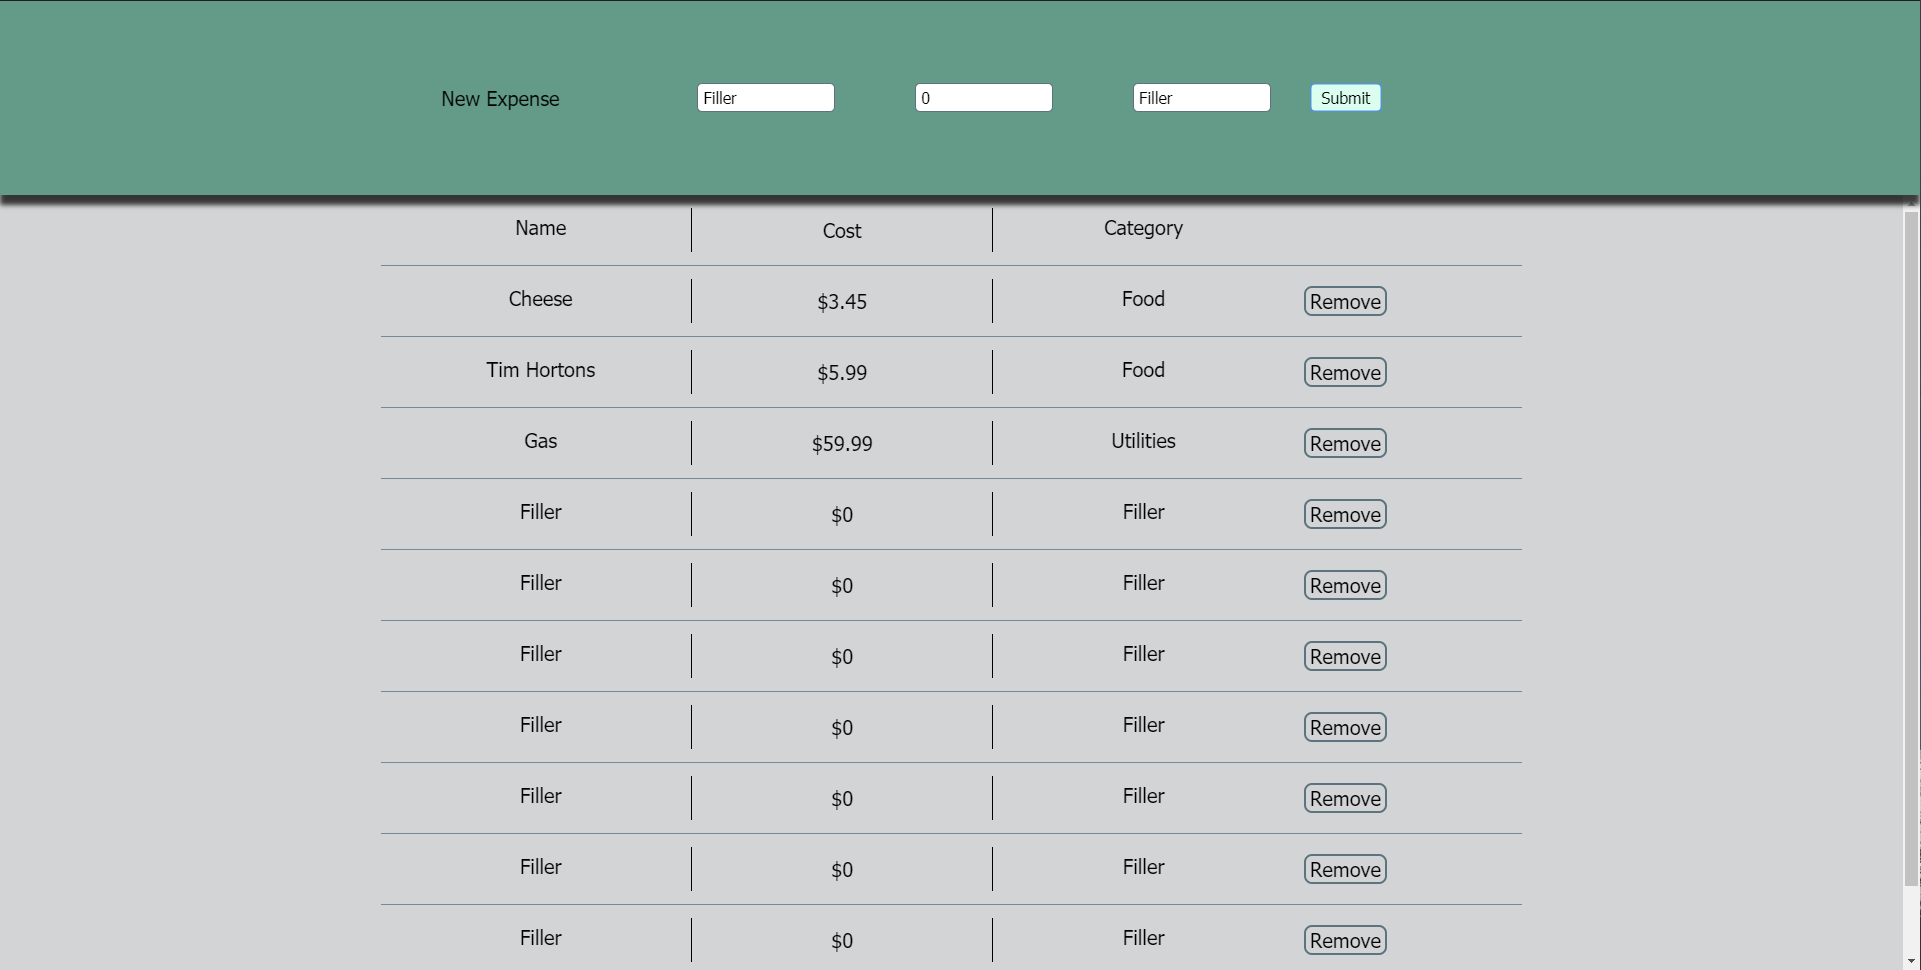 New Expense Filler 0 Filler Submit
Name Cost Category
Cheese $3.45 Food Remove
Tim Hortons $5.99 Food Remove
Gas $59.99 Utilities Remove
Filler $0 Filler Remove
Filler $0 Filler Remove
Filler $0 Filler Remove
Filler $0 Filler Remove
Filler $0 Filler Remove
Filler $0 Filler Remove
Filler $0 Filler Remove